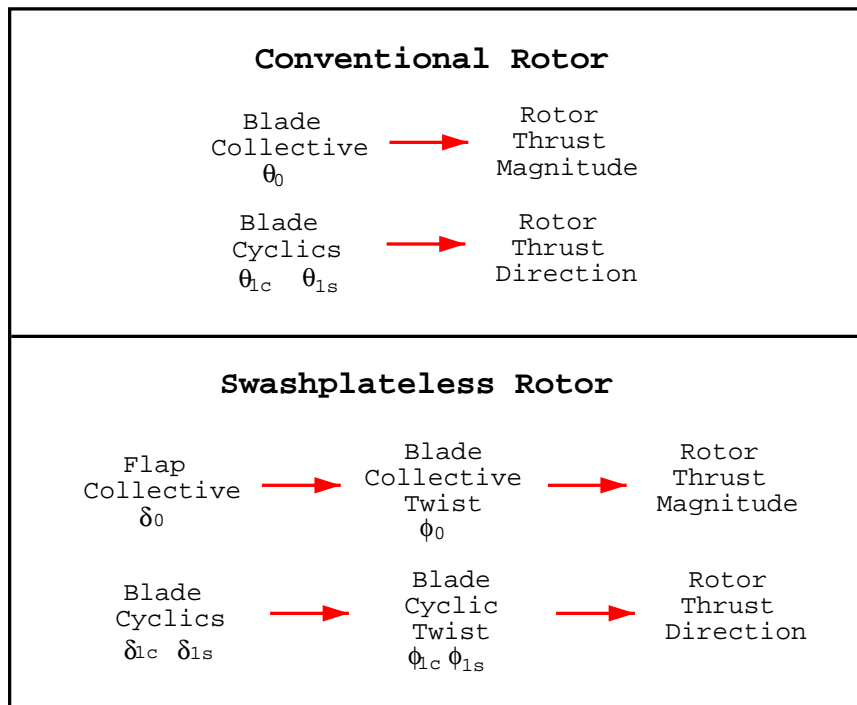 Conventional Rotor
Blade
Collective
θ0
Rotor
Thrust
Magnitude
Blade
Cyclics
θ1c θ1s
Rotor
Thrust
Direction
Swashplateless Rotor
Flap
Collective
δ0
Blade
Collective
Twist
ϕ0
Rotor
Thrust
Magnitude
Blade
Cyclics
δ1c δ1s
Blade
Cyclic
Twist
ϕ1c ϕ1s
Rotor
Thrust
Direction